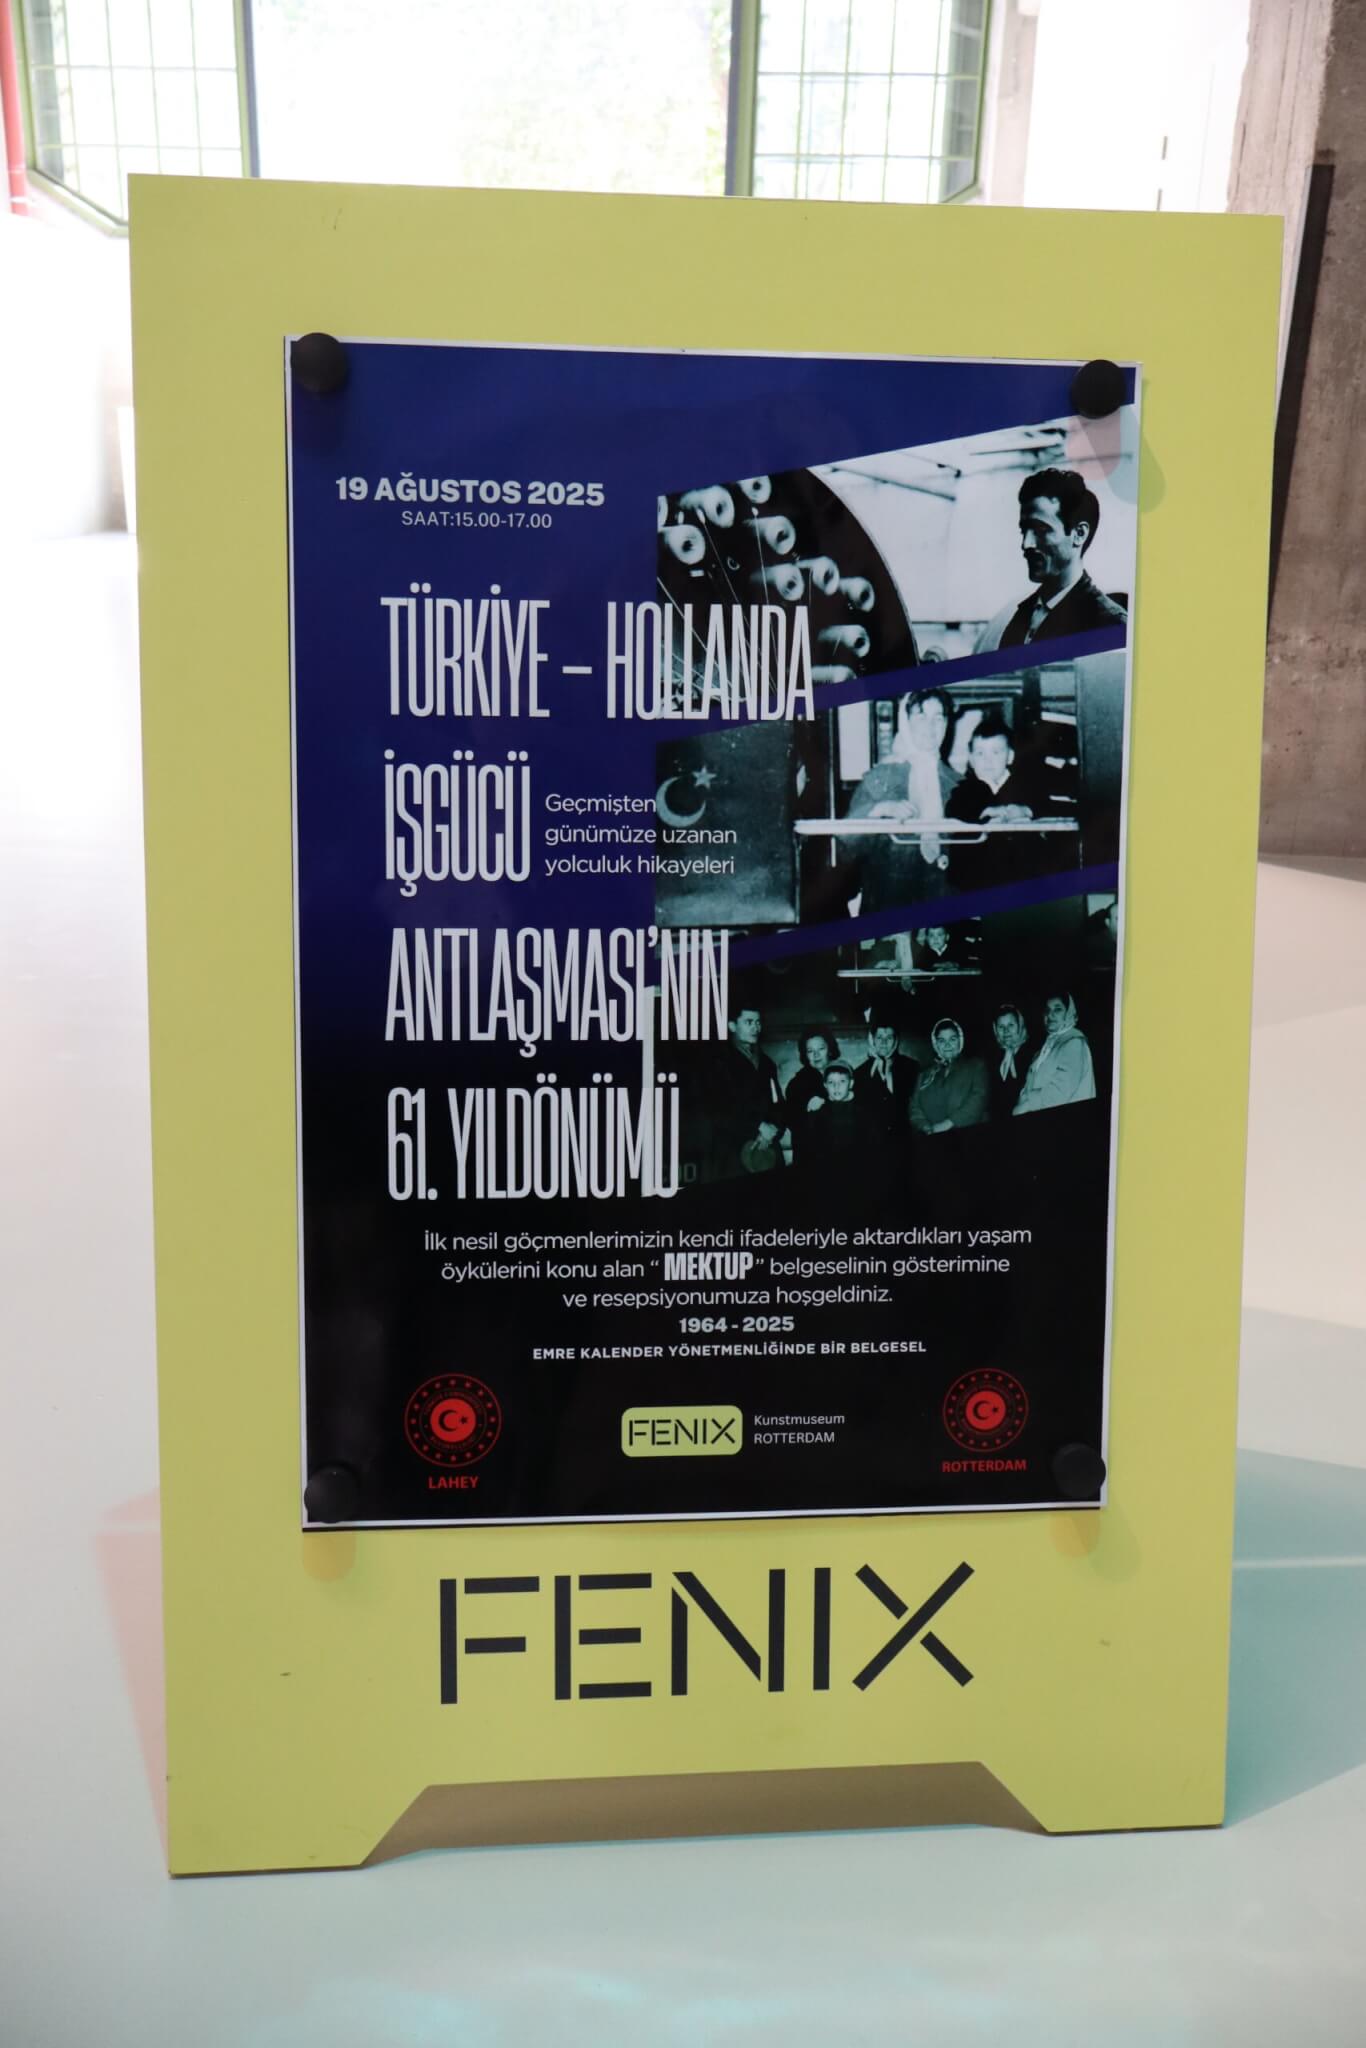 19 AĞUSTOS 2025
SAAT:15.00-17.00
TÜRKİYE – HOLLANDA
İŞGÜCÜ
Geçmişten
günümüze uzanan
yolculuk hikayeleri
ANTLAŞMASI’NIN
61. YILDÖNÜMÜ
İlk nesil göçmenlerimizin kendi ifadeleriyle aktardıkları yaşam
öykülerini konu alan “ MEKTUP ” belgeselinin gösterimine
ve resepsiyonumuza hoşgeldiniz.
1964 - 2025
EMRE KALENDER YÖNETMENLİĞİNDE BİR BELGESEL
LAHEY
FENIX
Kunstmuseum
ROTTERDAM
ROTTERDAM
FENIX